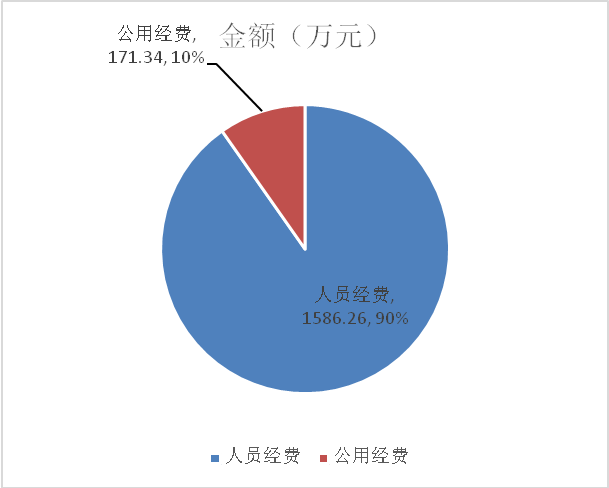 金额（万元）
公用经费,
171.34, 10%
人员经费,
1586.26, 90%
人员经费 公用经费